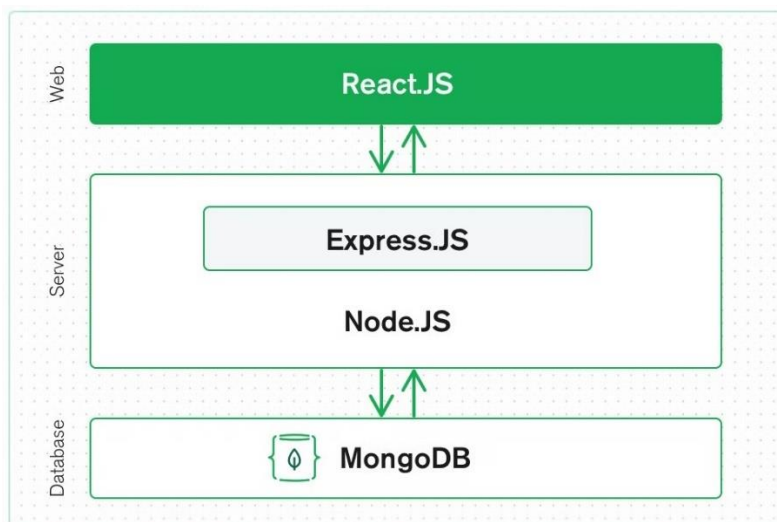 Web
React.JS
Server
Express.JS
Node.JS
Database
MongoDB